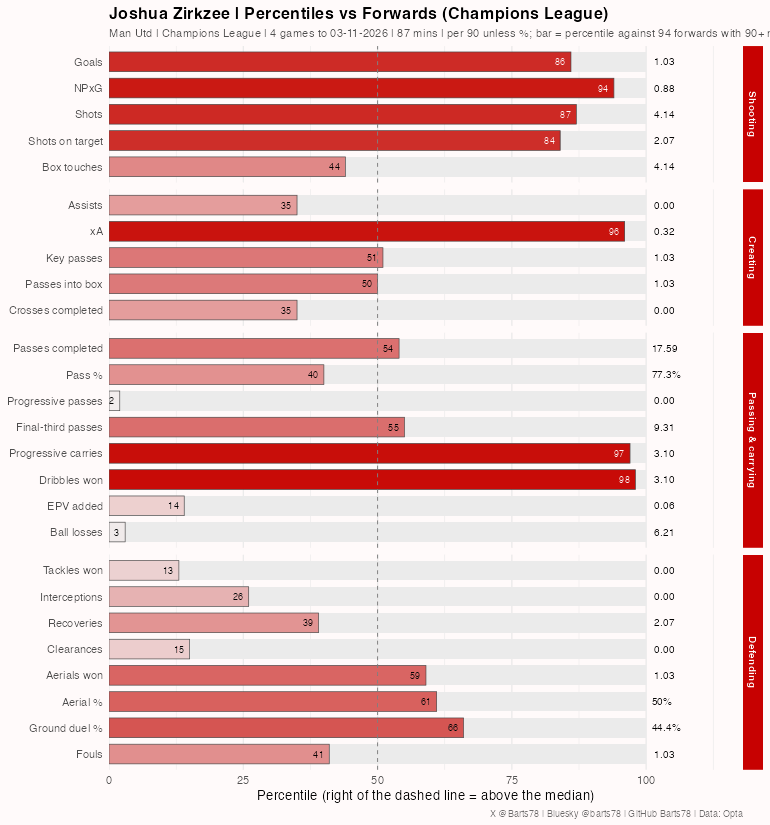 Joshua Zirkzee | Percentiles vs Forwards (Champions League)
Man Utd | Champions League | 4 games to 03-11-2026 | 87 mins | per 90 unless %; bar = percentile against 94 forwards with 90+
Goals 86 1.03
NPxG 94 0.88
Shots 87 4.14
Shots on target 84 2.07
Box touches 44 4.14
Shooting
Assists 35 0.00
xA 96 0.32
Key passes 51 1.03
Passes into box 50 1.03
Crosses completed 35 0.00
Creating
Passes completed 54 17.59
Pass % 40 77.3%
Progressive passes 2 0.00
Final-third passes 55 9.31
Progressive carries 97 3.10
Dribbles won 98 3.10
EPV added 14 0.06
Ball losses 3 6.21
Passing & carrying
Tackles won 13 0.00
Interceptions 26 0.00
Recoveries 39 2.07
Clearances 15 0.00
Aerials won 59 1.03
Aerial % 61 50%
Ground duel % 66 44.4%
Fouls 41 1.03
Defending
0 25 50 75 100
Percentile (right of the dashed line = above the median)
X @Barts78 | Bluesky @barts78 | GitHub Barts78 | Data: Opta